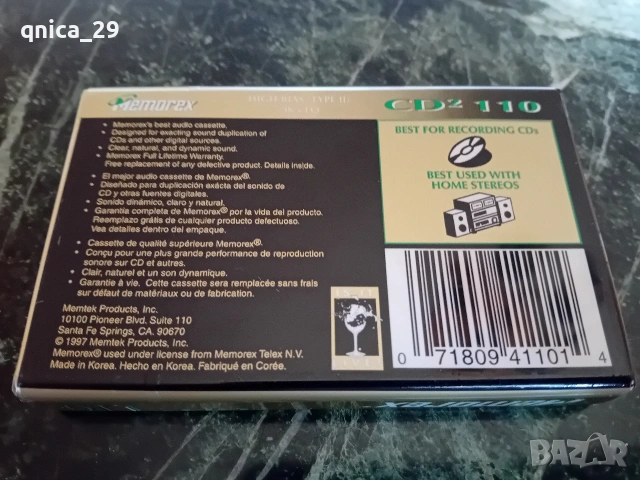 qnica_29
Memorex
HIGH BIAS TYPE II
CD² 110
• Memorex's best audio cassette.
• Designed for exacting sound duplication of
CDs and other digital sources.
• Clear, natural, and dynamic sound.
• Memorex Full Lifetime Warranty.
Free replacement of any defective product. Details inside.
• El mejor audio cassette de Memorex®.
• Diseñado para duplicación exácta del sonido de
CD y otras fuentes digitales.
• Sonido dinámico, claro y natural.
• Garantía completa de Memorex® por la vida del producto.
Reemplazo grátis de cualquier producto defectuoso.
Vea detalles dentro del empaque.
• Cassette de qualité supérieure Memorex®.
• Conçu pour une plus grande performance de reproduction
sonore sur CD et autres.
• Clair, naturel et un son dynamique.
• Garantie à vie. Cette cassette sera remplacée sans frais
sur défaut de matériaux ou de fabrication.
Memtek Products, Inc.
10100 Pioneer Blvd. Suite 110
Santa Fe Springs, CA. 90670
© 1997 Memtek Products, Inc.
Memorex® used under license from Memorex Telex N.V.
Made in Korea. Hecho en Korea. Fabriqué en Corée.
BEST FOR RECORDING CDs
BEST USED WITH
HOME STEREOS
0 71809 41101 4
BAZAR